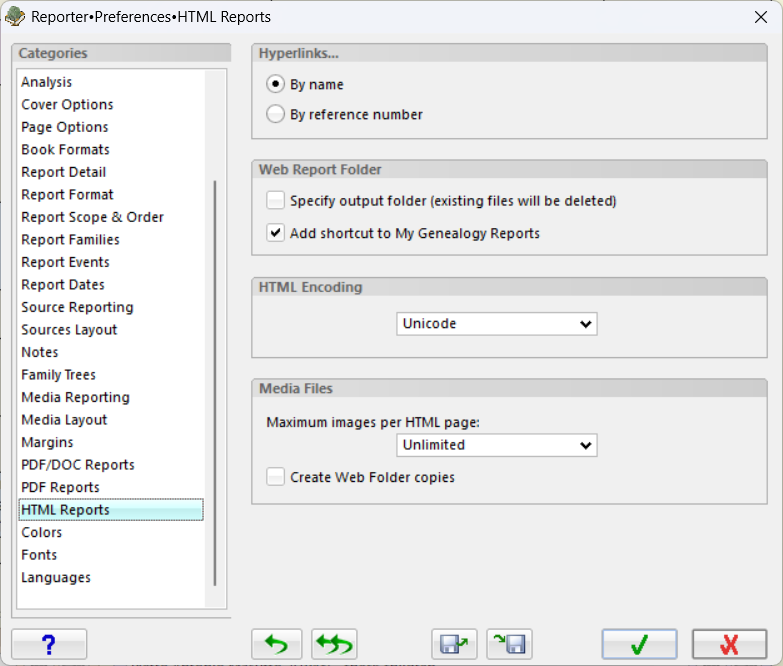 Reporter•Preferences•HTML Reports
Categories
Analysis
Cover Options
Page Options
Book Formats
Report Detail
Report Format
Report Scope & Order
Report Families
Report Events
Report Dates
Source Reporting
Sources Layout
Notes
Family Trees
Media Reporting
Media Layout
Margins
PDF/DOC Reports
PDF Reports
HTML Reports
Colors
Fonts
Languages
Hyperlinks...
By name
By reference number
Web Report Folder
Specify output folder (existing files will be deleted)
Add shortcut to My Genealogy Reports
HTML Encoding
Unicode
Media Files
Maximum images per HTML page:
Unlimited
Create Web Folder copies
?